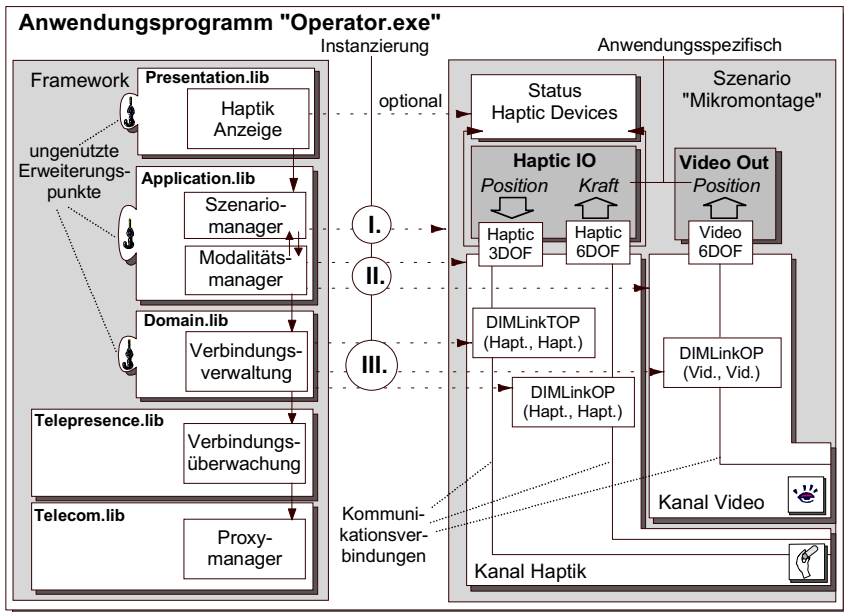 Anwendungsprogramm "Operator.exe"
Instanzierung
Anwendungsspezifisch
Framework
Presentation.lib
Haptik
Anzeige
optional
ungenutzte
Erweiterungs-
punkte
Application.lib
Szenario-
manager
Modalitäts-
manager
I.
II.
Domain.lib
Verbindungs-
verwaltung
III.
Telepresence.lib
Verbindungs-
überwachung
Telecom.lib
Proxy-
manager
Szenario
"Mikromontage"
Status
Haptic Devices
Haptic IO
Position
Kraft
Video Out
Position
Haptic
3DOF
Haptic
6DOF
Video
6DOF
DIMLinkTOP
(Hapt., Hapt.)
DIMLinkOP
(Hapt., Hapt.)
DIMLinkOP
(Vid., Vid.)
Kommuni-
kationsver-
bindungen
Kanal Video
Kanal Haptik